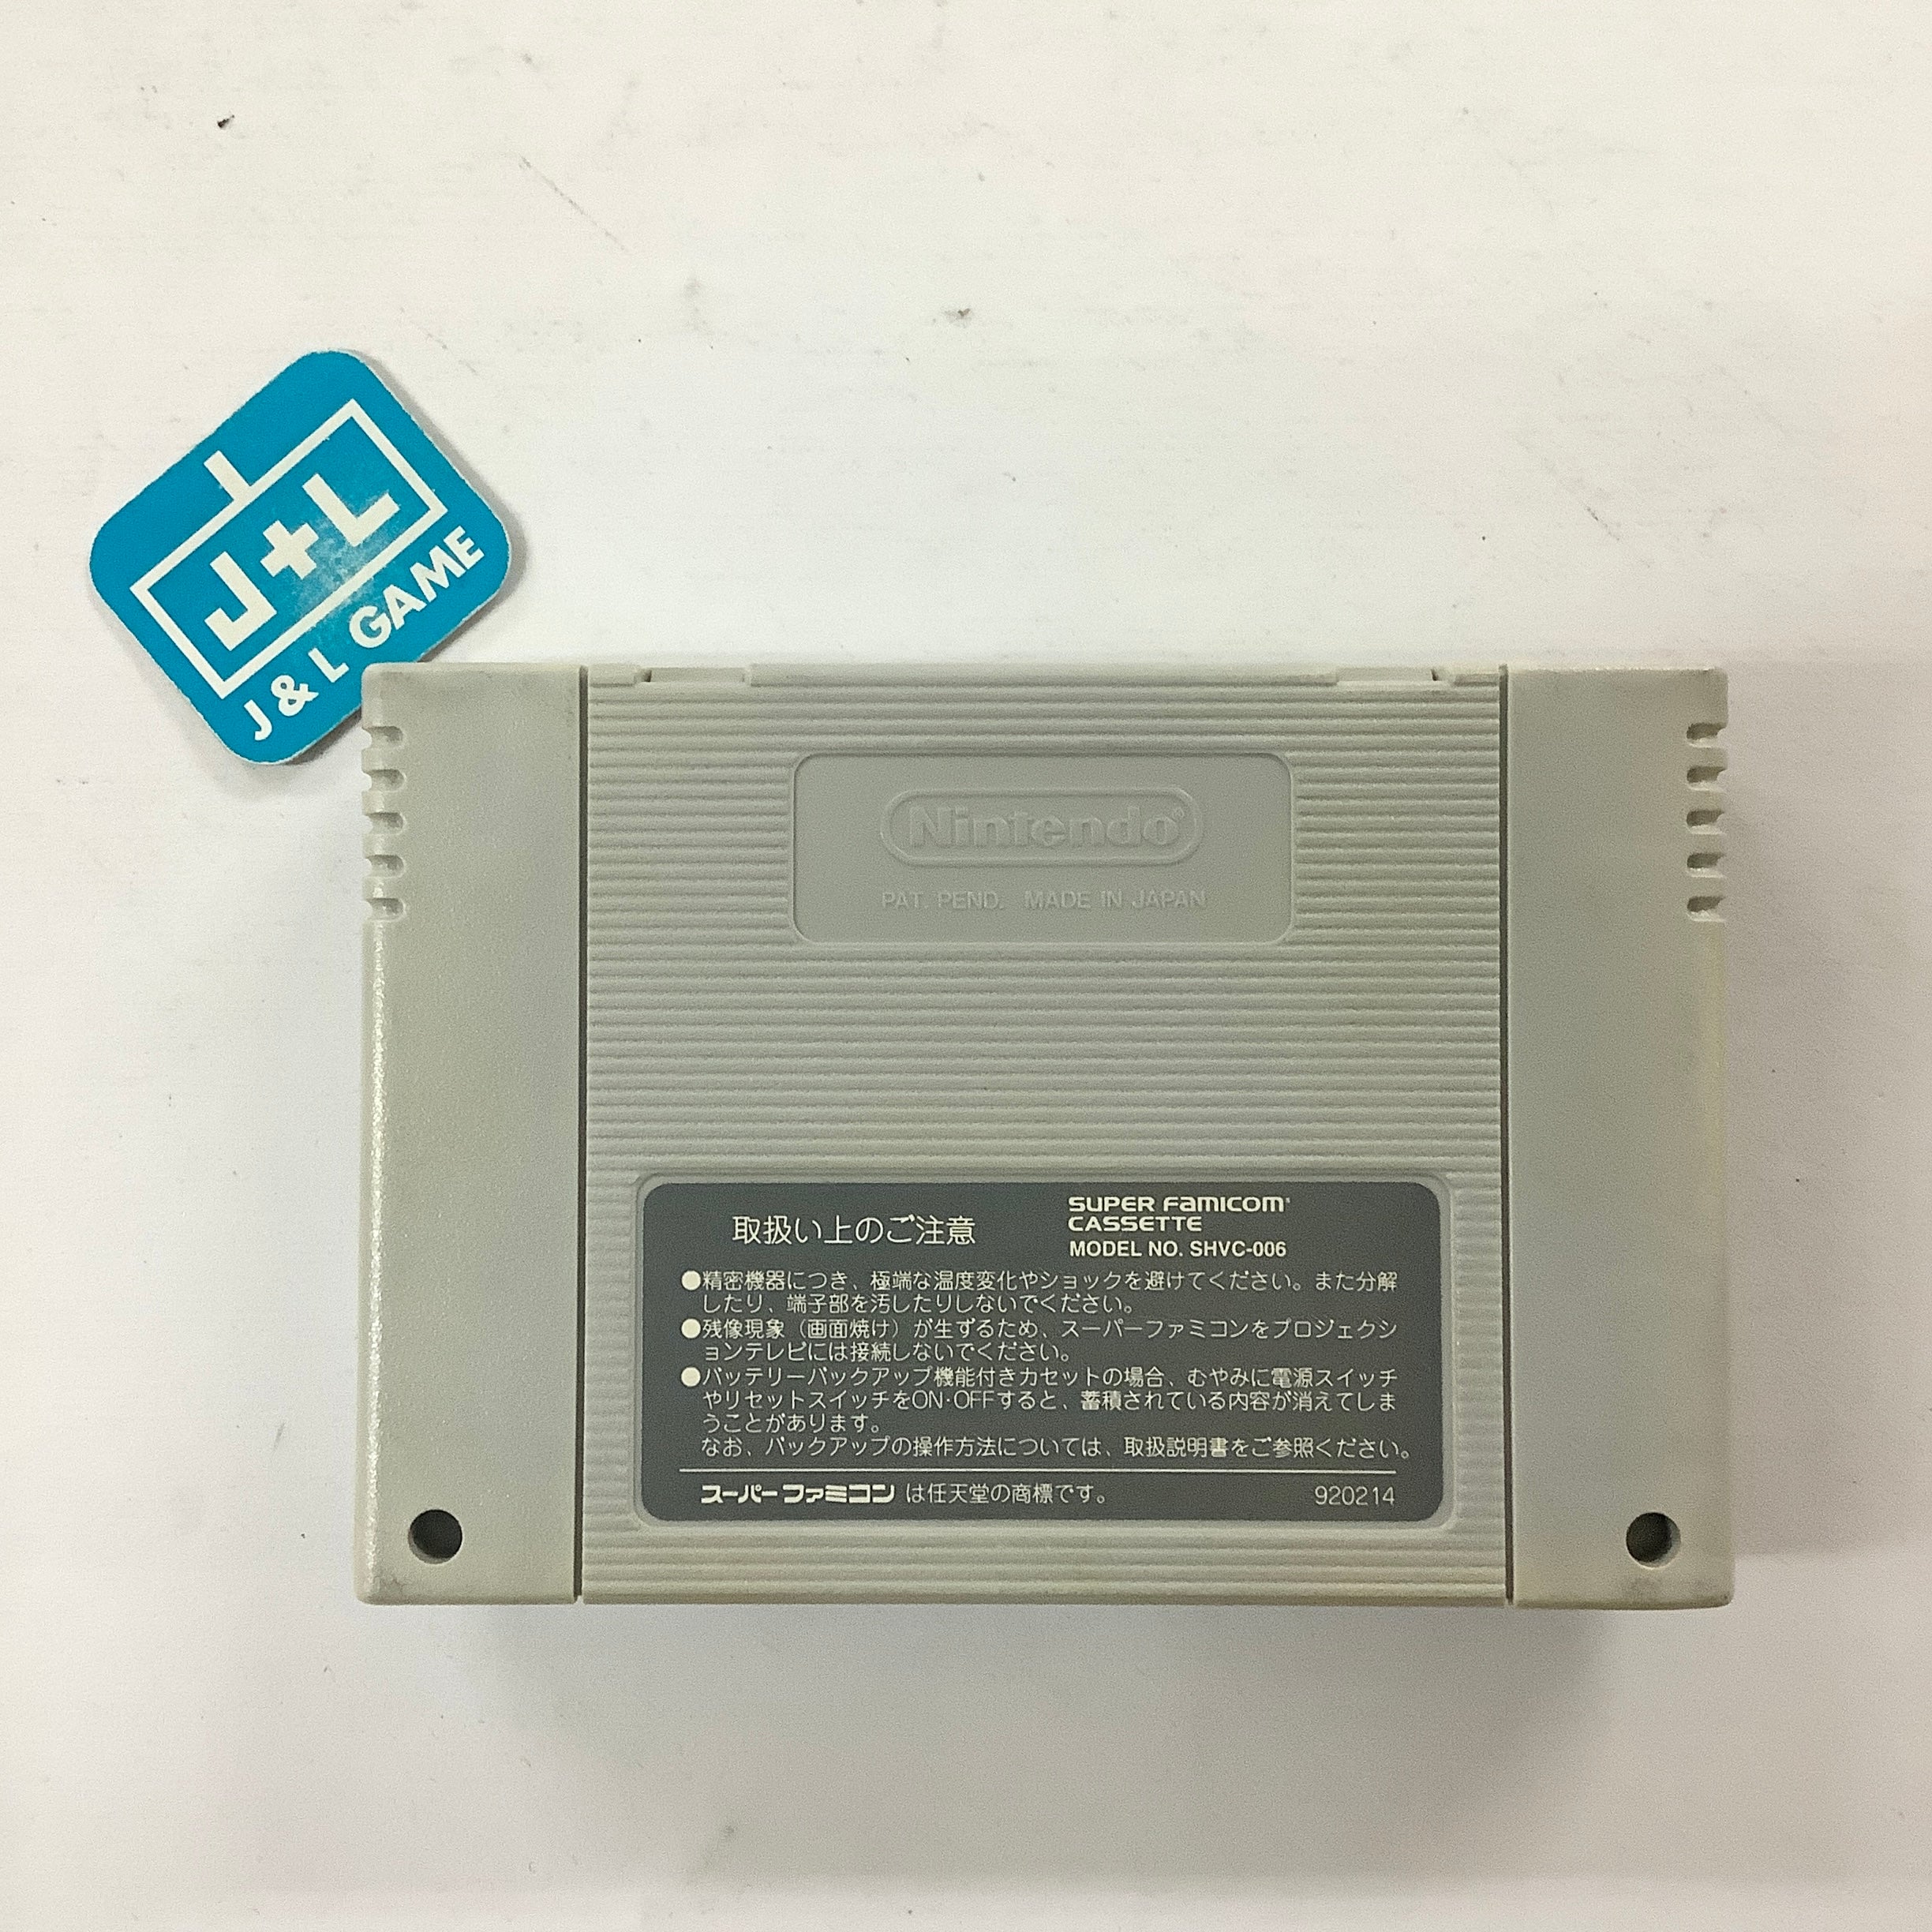 J+L
J & L GAME
Nintendo®
PAT. PEND. MADE IN JAPAN
取扱い上のご注意
SUPER FAMICOM
CASSETTE
MODEL NO. SHVC-006
●精密機器につき、極端な温度変化やショックを避けてください。また分解
したり、端子部を汚したりしないでください。
●残像現象（画面焼け）が生ずるため、スーパーファミコンをプロジェクシ
ョンテレビには接続しないでください。
●バッテリーバックアップ機能付きカセットの場合、むやみに電源スイッチ
やリセットスイッチをON・OFFすると、蓄積されている内容が消えてしま
うことがあります。
なお、バックアップの操作方法については、取扱説明書をご参照ください。
スーパーファミコン は任天堂の商標です。 920214